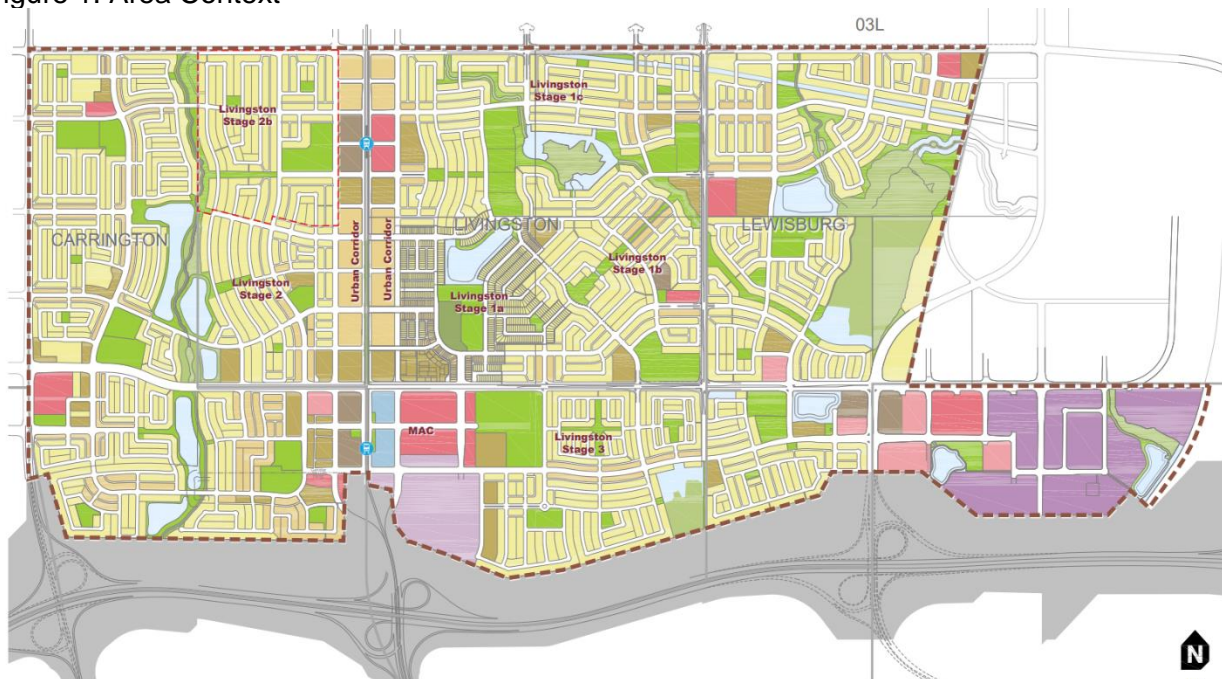 Figure 1: Area Context
03L
Livingston
Stage 1c
Livingston
Stage 2b
CARRINGTON
LIVINGSTON
LEWISBURG
Urban Corridor
Urban Corridor
Livingston
Stage 1b
Livingston
Stage 2
Livingston
Stage 1a
MAC
Livingston
Stage 3
N